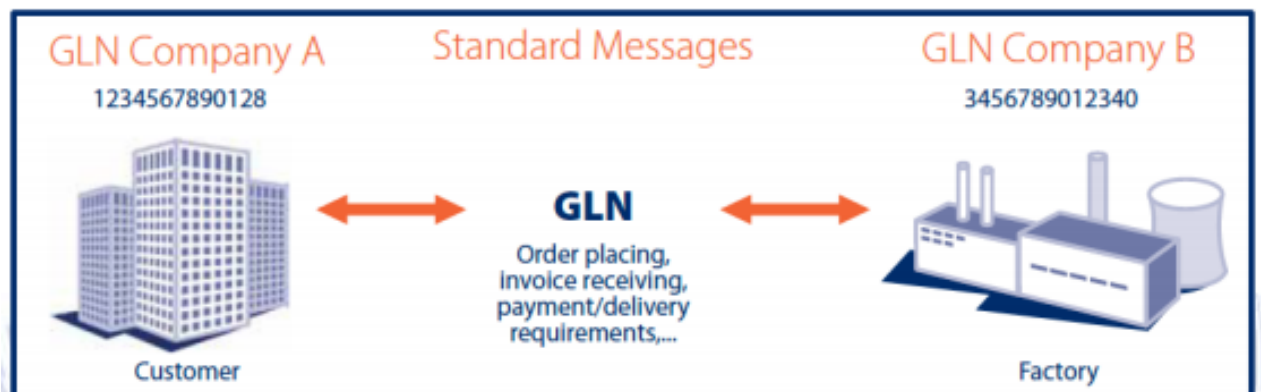 GLN Company A
1234567890128
Customer
Standard Messages
GLN
Order placing,
invoice receiving,
payment/delivery
requirements,...
GLN Company B
3456789012340
Factory